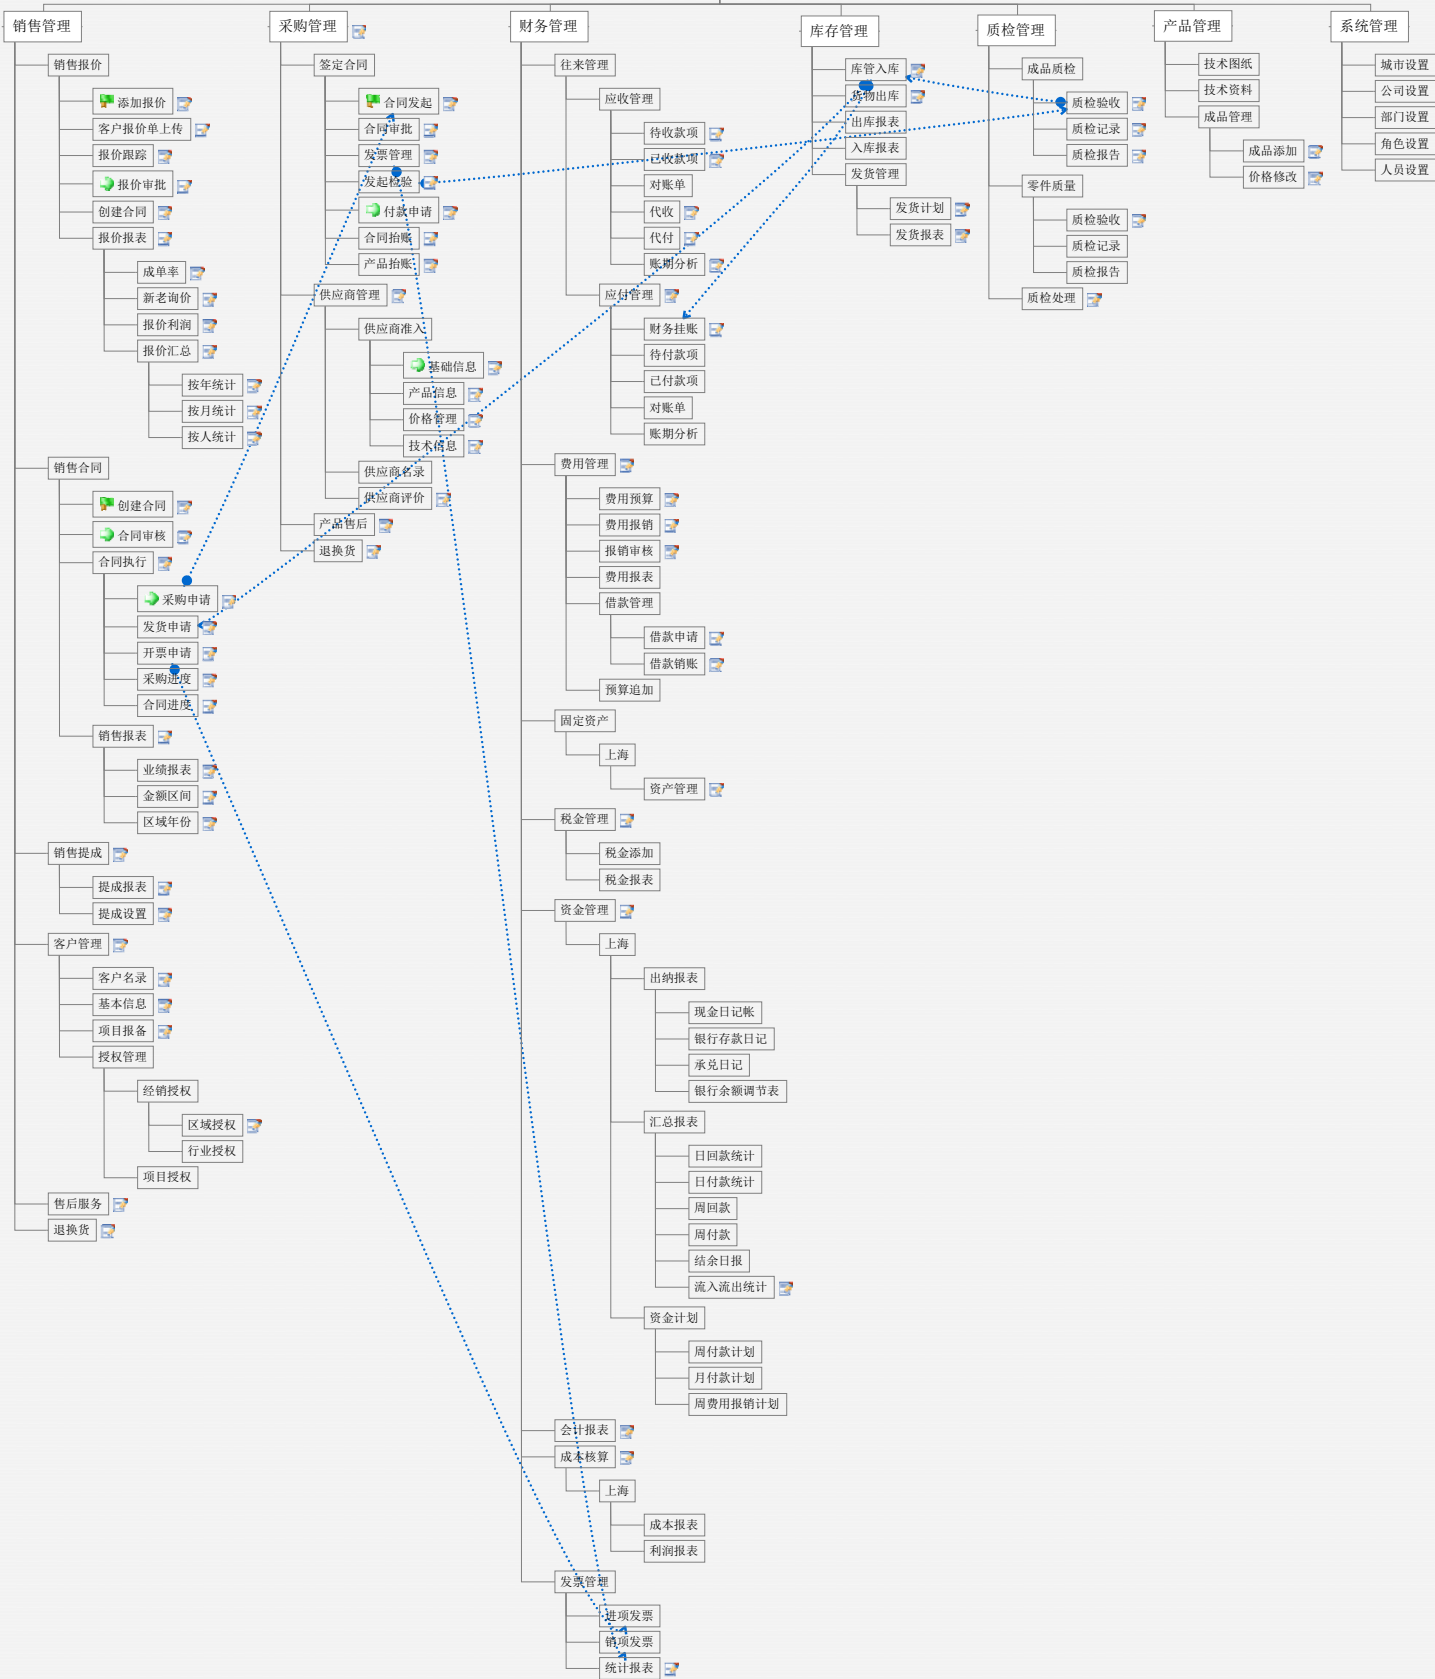 销售管理
销售报价
添加报价
客户报价单上传
报价跟踪
报价审批
创建合同
报价报表
成单率
新老询价
报价利润
报价汇总
按年统计
按月统计
按人统计
销售合同
创建合同
合同审核
合同执行
采购申请
发货申请
开票申请
采购进度
合同进度
销售报表
业绩报表
金额区间
区域年份
销售提成
提成报表
提成设置
客户管理
客户名录
基本信息
项目报备
授权管理
经销授权
区域授权
行业授权
项目授权
售后服务
退换货
采购管理
签定合同
合同发起
合同审批
发票管理
发起检验
付款申请
合同抬账
产品抬账
供应商管理
供应商准入
基础信息
产品信息
价格管理
技术信息
供应商名录
供应商评价
产品售后
退换货
财务管理
往来管理
应收管理
待收款项
已收款项
对账单
代收
代付
账期分析
应付管理
财务挂账
待付款项
已付款项
对账单
账期分析
费用管理
费用预算
费用报销
报销审核
费用报表
借款管理
借款申请
借款销账
预算追加
固定资产
上海
资产管理
税金管理
税金添加
税金报表
资金管理
上海
出纳报表
现金日记帐
银行存款日记
承兑日记
银行余额调节表
汇总报表
日回款统计
日付款统计
周回款
周付款
结余日报
流入流出统计
资金计划
周付款计划
月付款计划
周费用报销计划
会计报表
成本核算
上海
成本报表
利润报表
发票管理
进项发票
销项发票
统计报表
库存管理
库管入库
货物出库
出库报表
入库报表
发货管理
发货计划
发货报表
质检管理
成品质检
质检验收
质检记录
质检报告
零件质量
质检验收
质检记录
质检报告
质检处理
产品管理
技术图纸
技术资料
成品管理
成品添加
价格修改
系统管理
城市设置
公司设置
部门设置
角色设置
人员设置